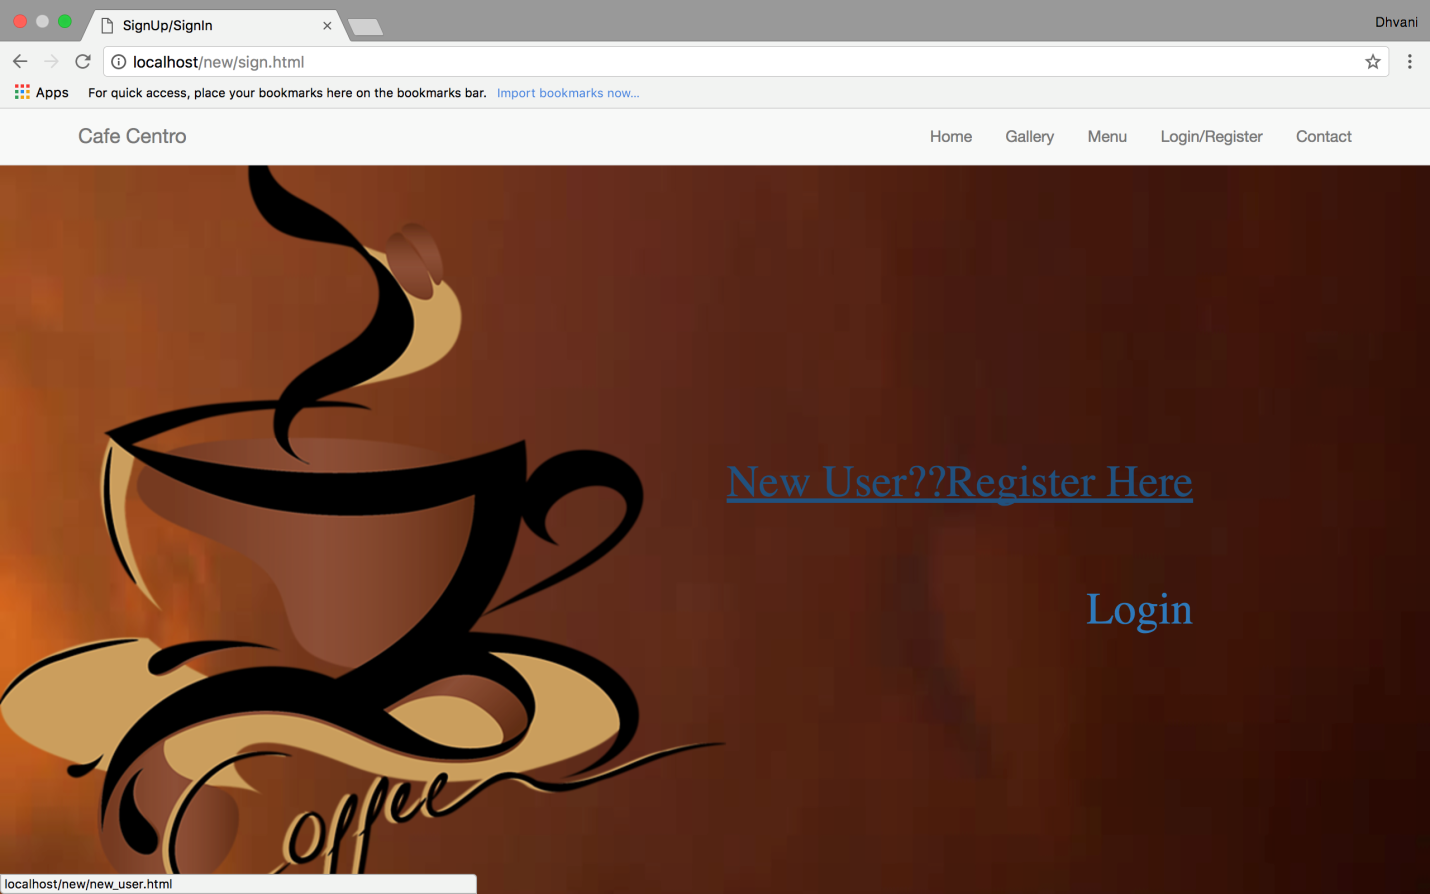 SignUp/SignIn
Dhvani
localhost/new/sign.html
Apps For quick access, place your bookmarks here on the bookmarks bar. Import bookmarks now...
Cafe Centro Home Gallery Menu Login/Register Contact
New User??Register Here
Login
Coffee
localhost/new/new_user.html